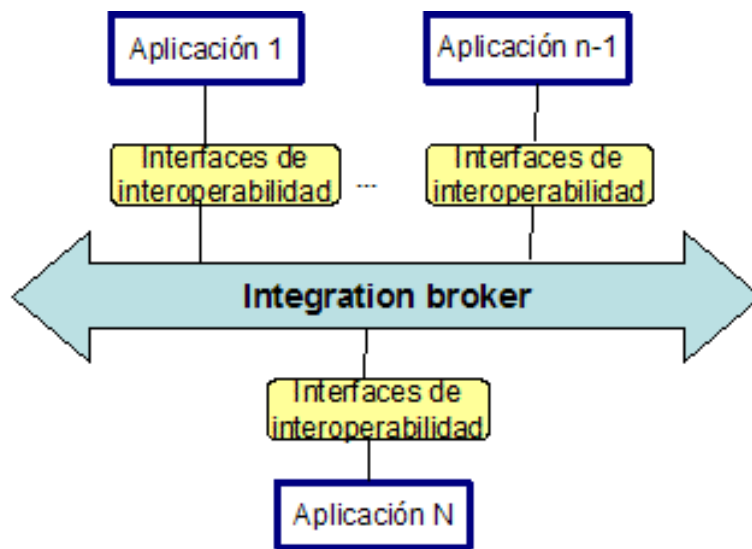 Aplicación 1
Aplicación n-1
Interfaces de
interoperabilidad
...
Interfaces de
interoperabilidad
Integration broker
Interfaces de
interoperabilidad
Aplicación N